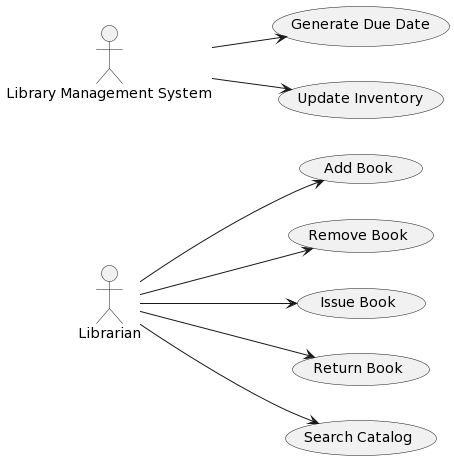 Generate Due Date
Library Management System
Update Inventory
Add Book
Remove Book
Issue Book
Librarian
Return Book
Search Catalog